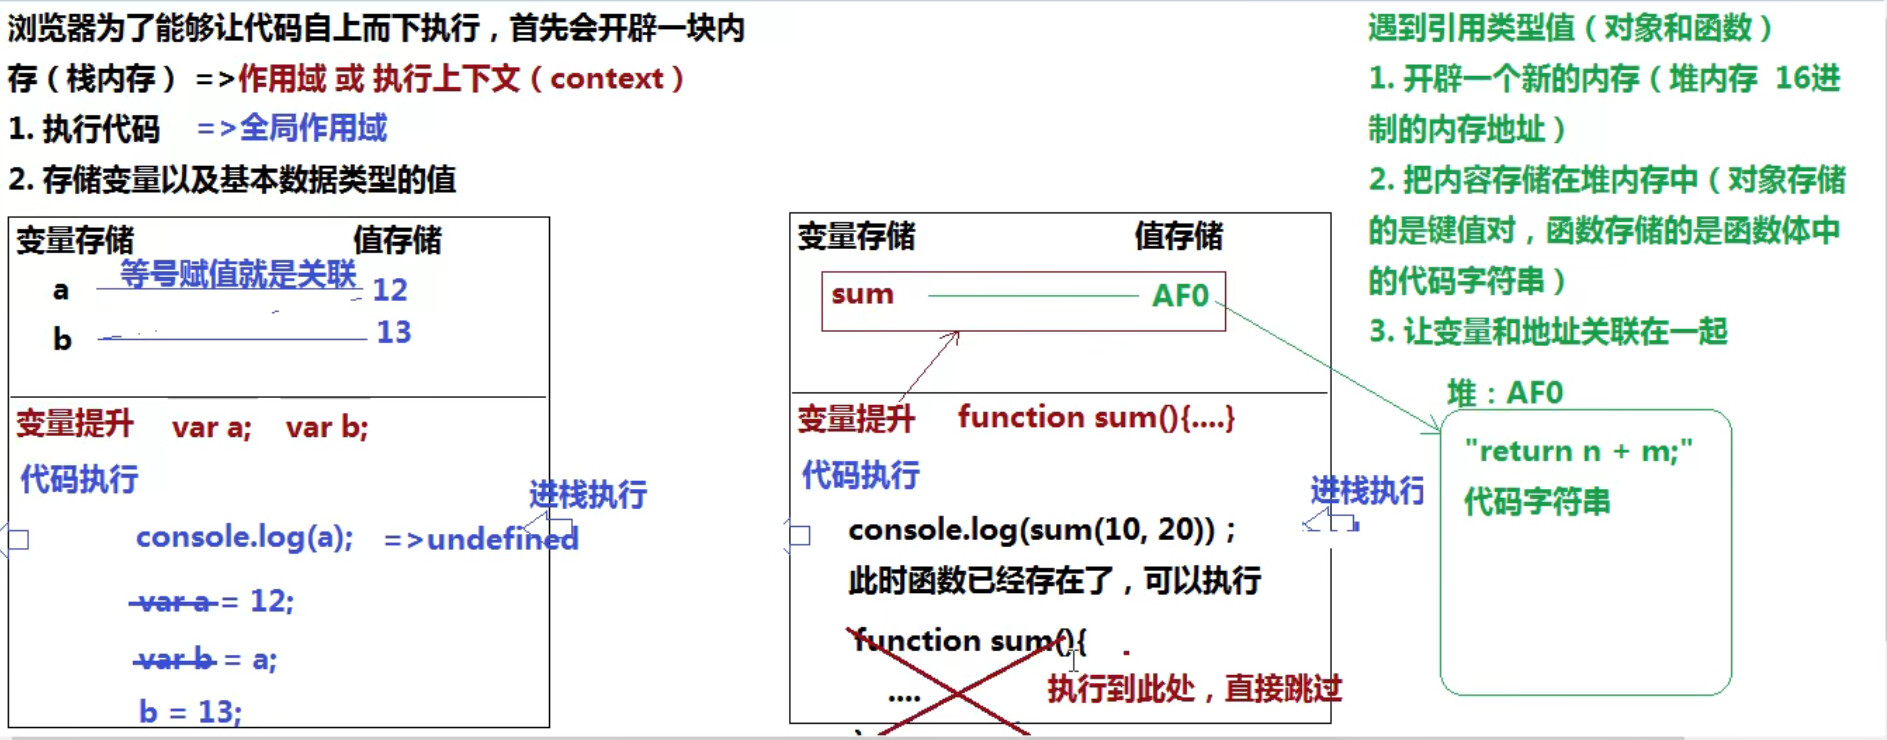 浏览器为了能够让代码自上而下执行，首先会开辟一块内
存（栈内存） =>作用域 或 执行上下文（context）
1. 执行代码 =>全局作用域
2. 存储变量以及基本数据类型的值
变量存储 值存储
等号赋值就是关联
a 12
b 13
变量提升 var a; var b;
代码执行
进栈执行
console.log(a); =>undefined
var a = 12;
var b = a;
b = 13;
变量存储 值存储
sum AF0
变量提升 function sum(){....}
代码执行
进栈执行
console.log(sum(10, 20))；
此时函数已经存在了，可以执行
function sum(){
....
执行到此处，直接跳过
遇到引用类型值（对象和函数）
1. 开辟一个新的内存（堆内存 16进
制的内存地址）
2. 把内容存储在堆内存中（对象存储
的是键值对，函数存储的是函数体中
的代码字符串）
3. 让变量和地址关联在一起
堆：AF0
"return n + m;"
代码字符串